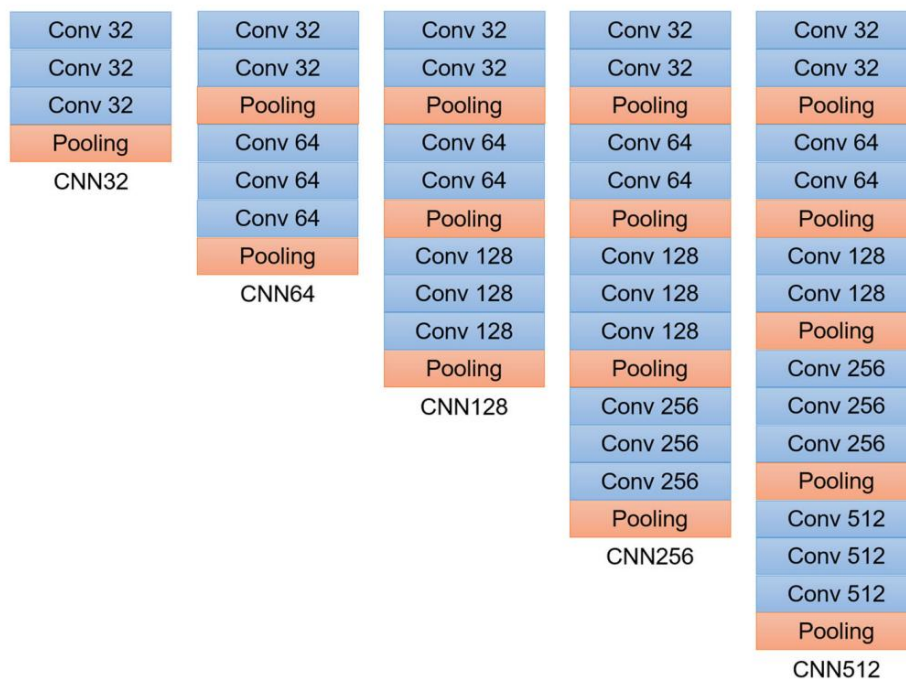 Conv 32
Conv 32
Conv 32
Pooling
CNN32
Conv 32
Conv 32
Pooling
Conv 64
Conv 64
Conv 64
Pooling
CNN64
Conv 32
Conv 32
Pooling
Conv 64
Conv 64
Pooling
Conv 128
Conv 128
Conv 128
Pooling
CNN128
Conv 32
Conv 32
Pooling
Conv 64
Conv 64
Pooling
Conv 128
Conv 128
Conv 128
Pooling
Conv 256
Conv 256
Conv 256
Pooling
CNN256
Conv 32
Conv 32
Pooling
Conv 64
Conv 64
Pooling
Conv 128
Conv 128
Pooling
Conv 256
Conv 256
Conv 256
Pooling
Conv 512
Conv 512
Conv 512
Pooling
CNN512